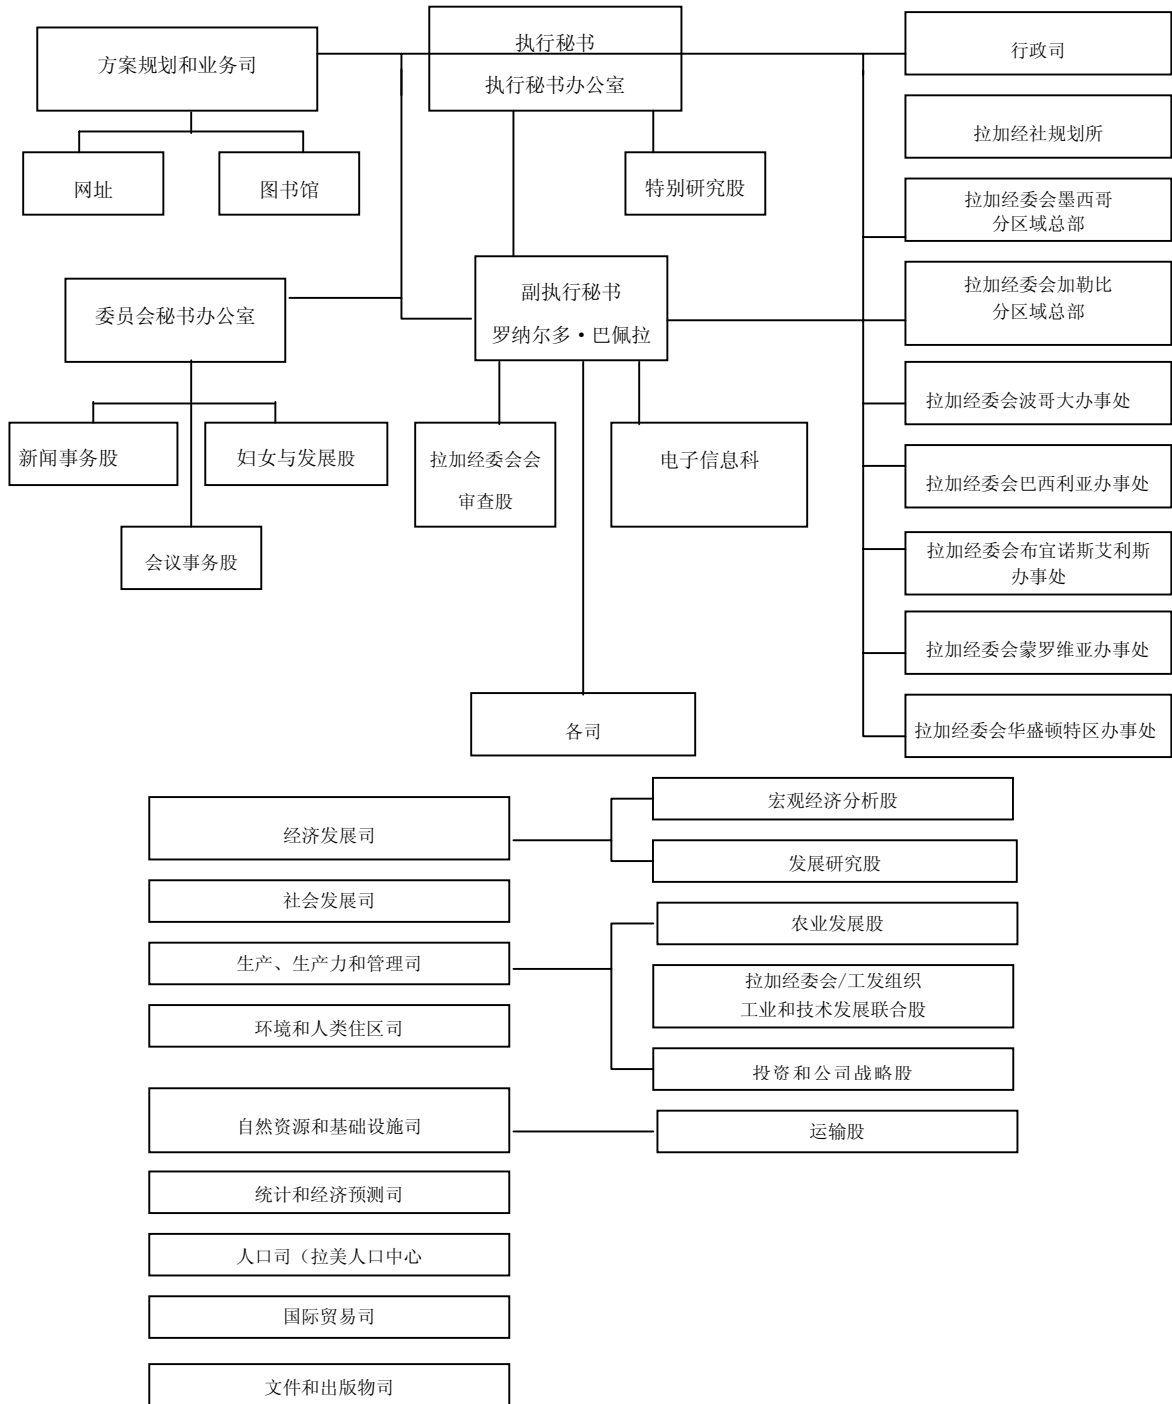 执行秘书
执行秘书办公室
方案规划和业务司
网址
图书馆
特别研究股
行政司
拉加经社规划所
拉加经委会墨西哥
分区域总部
拉加经委会加勒比
分区域总部
拉加经委会波哥大办事处
拉加经委会巴西利亚办事处
拉加经委会布宜诺斯艾利斯
办事处
拉加经委会蒙罗维亚办事处
拉加经委会华盛顿特区办事处
副执行秘书
罗纳尔多·巴佩拉
委员会秘书办公室
新闻事务股
妇女与发展股
会议事务股
拉加经委会会
审查股
电子信息科
各司
经济发展司
宏观经济分析股
发展研究股
社会发展司
生产、生产力和管理司
农业发展股
拉加经委会/工发组织
工业和技术发展联合股
投资和公司战略股
环境和人类住区司
自然资源和基础设施司
运输股
统计和经济预测司
人口司（拉美人口中心
国际贸易司
文件和出版物司